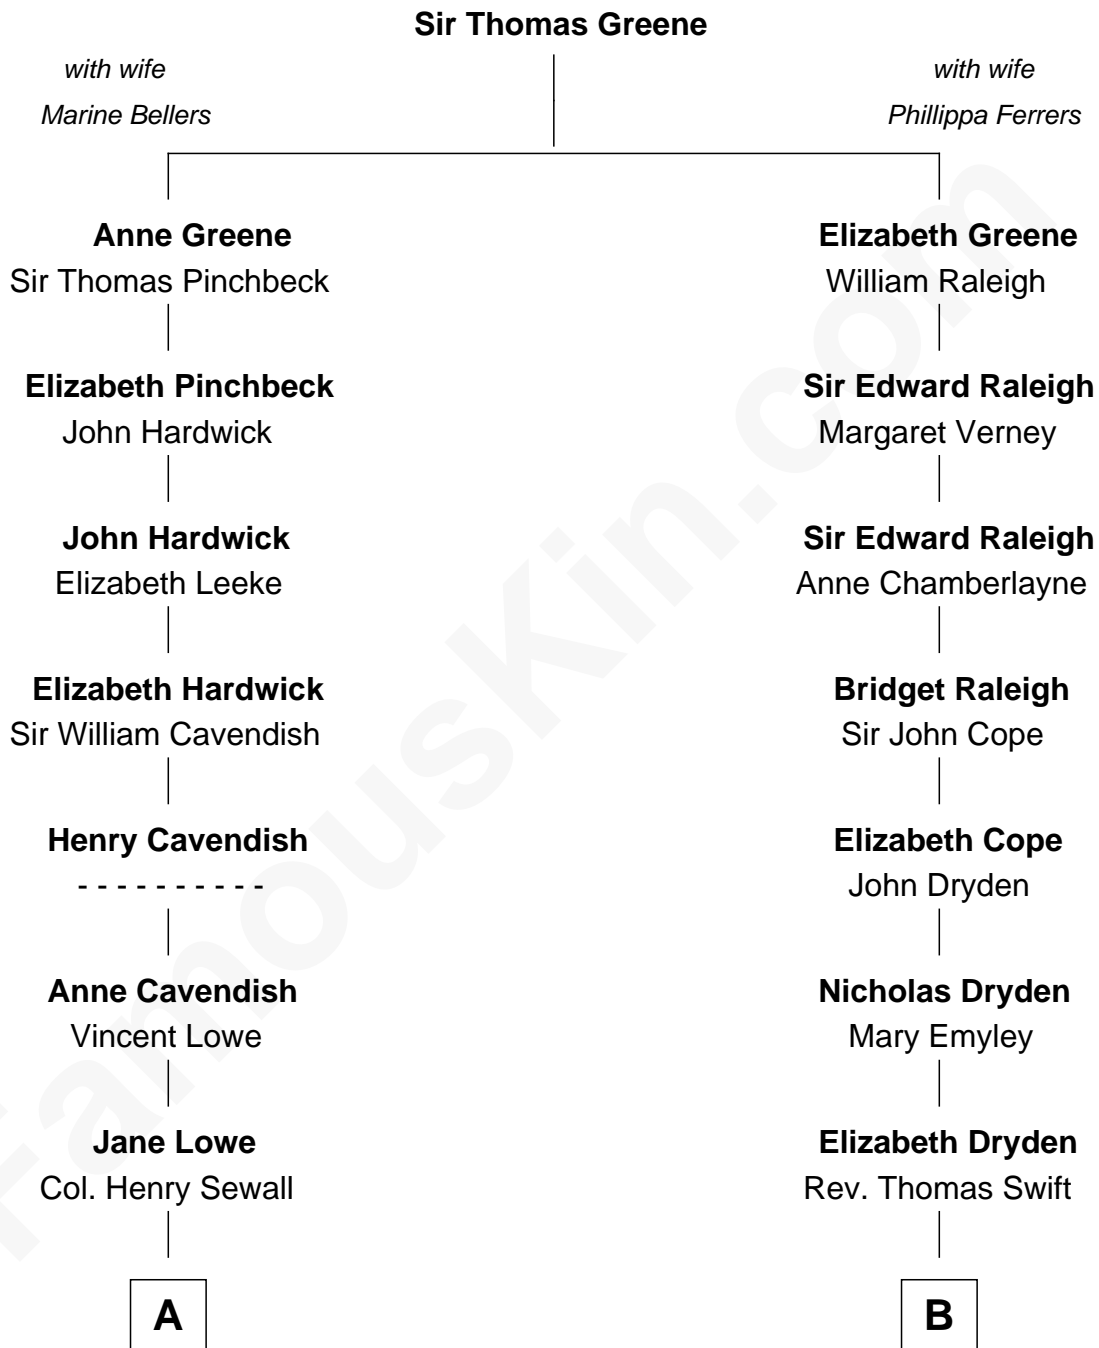 Sir Thomas Greene
with wife
Marine Bellers
with wife
Phillippa Ferrers
Anne Greene
Sir Thomas Pinchbeck
Elizabeth Pinchbeck
John Hardwick
John Hardwick
Elizabeth Leeke
Elizabeth Hardwick
Sir William Cavendish
Henry Cavendish
- - - - - - - - - -
Anne Cavendish
Vincent Lowe
Jane Lowe
Col. Henry Sewall
A
Elizabeth Greene
William Raleigh
Sir Edward Raleigh
Margaret Verney
Sir Edward Raleigh
Anne Chamberlayne
Bridget Raleigh
Sir John Cope
Elizabeth Cope
John Dryden
Nicholas Dryden
Mary Emyley
Elizabeth Dryden
Rev. Thomas Swift
B
FamousKin.com